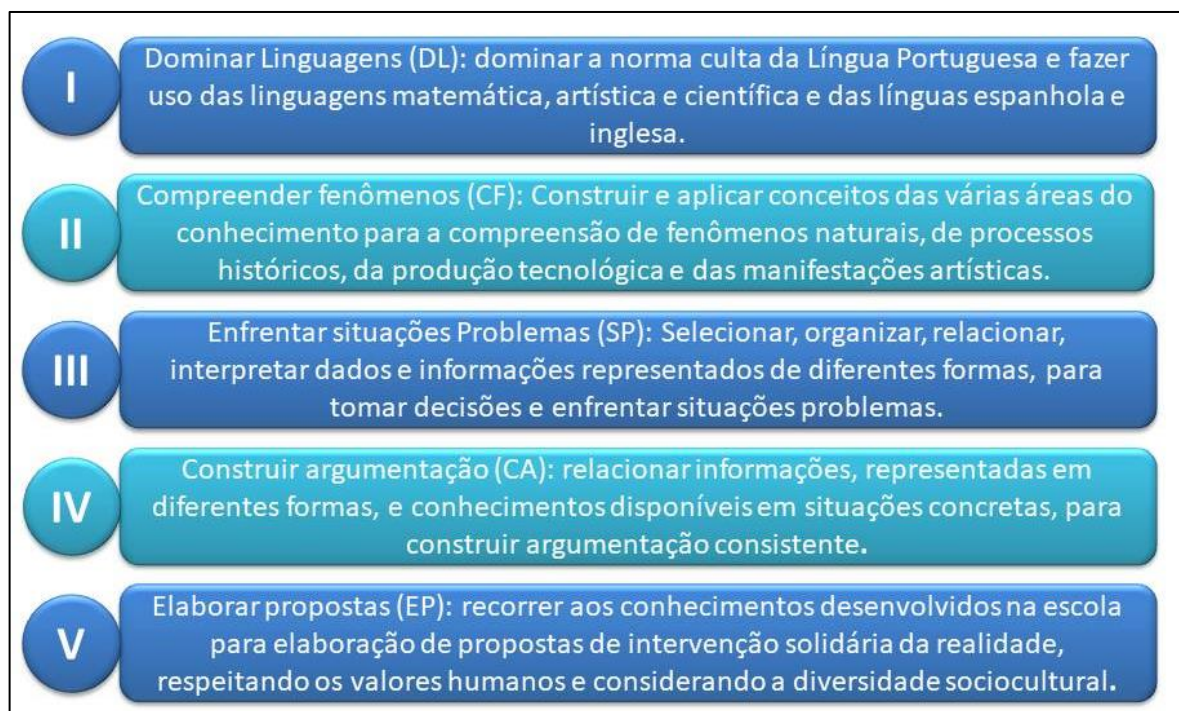 I
Dominar Linguagens (DL): dominar a norma culta da Língua Portuguesa e fazer
uso das linguagens matemática, artística e científica e das línguas espanhola e
inglesa.
II
Compreender fenômenos (CF): Construir e aplicar conceitos das várias áreas do
conhecimento para a compreensão de fenômenos naturais, de processos
históricos, da produção tecnológica e das manifestações artísticas.
III
Enfrentar situações Problemas (SP): Selecionar, organizar, relacionar,
interpretar dados e informações representados de diferentes formas, para
tomar decisões e enfrentar situações problemas.
IV
Construir argumentação (CA): relacionar informações, representadas em
diferentes formas, e conhecimentos disponíveis em situações concretas, para
construir argumentação consistente.
V
Elaborar propostas (EP): recorrer aos conhecimentos desenvolvidos na escola
para elaboração de propostas de intervenção solidária da realidade,
respeitando os valores humanos e considerando a diversidade sociocultural.